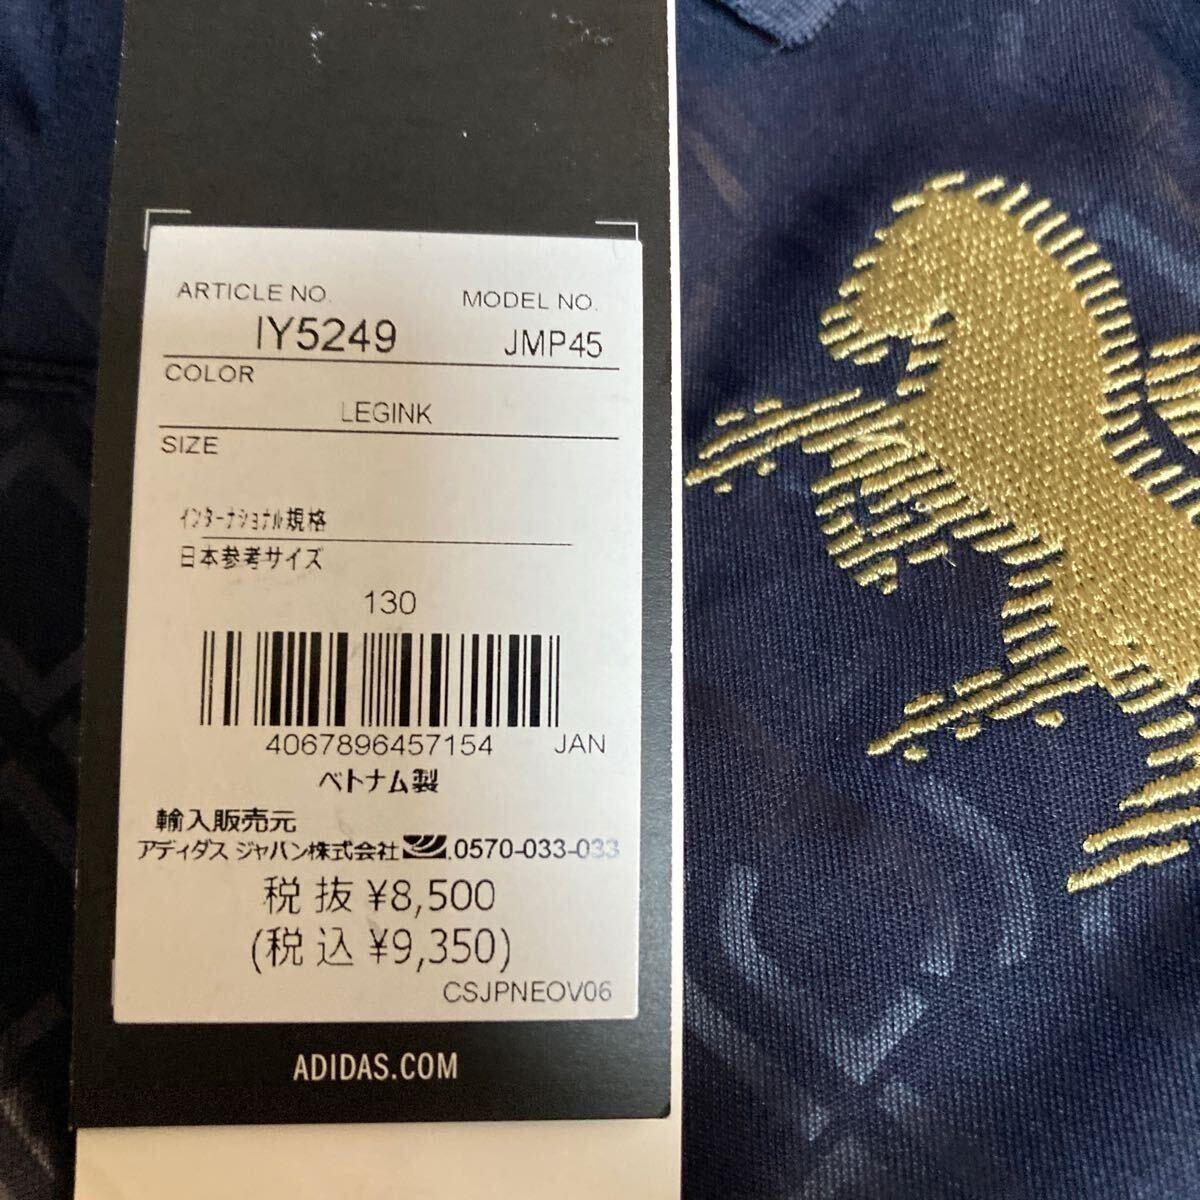 ARTICLE NO.
MODEL NO.
IY5249
JMP45
COLOR
LEGINK
SIZE
インターナショナル規格
日本参考サイズ
130
4067896457154
JAN
ベトナム製
輸入販売元
アディダス ジャパン株式会社 0570-033-033
税抜 ¥8,500
(税込 ¥9,350)
CSJPNEOV06
ADIDAS.COM